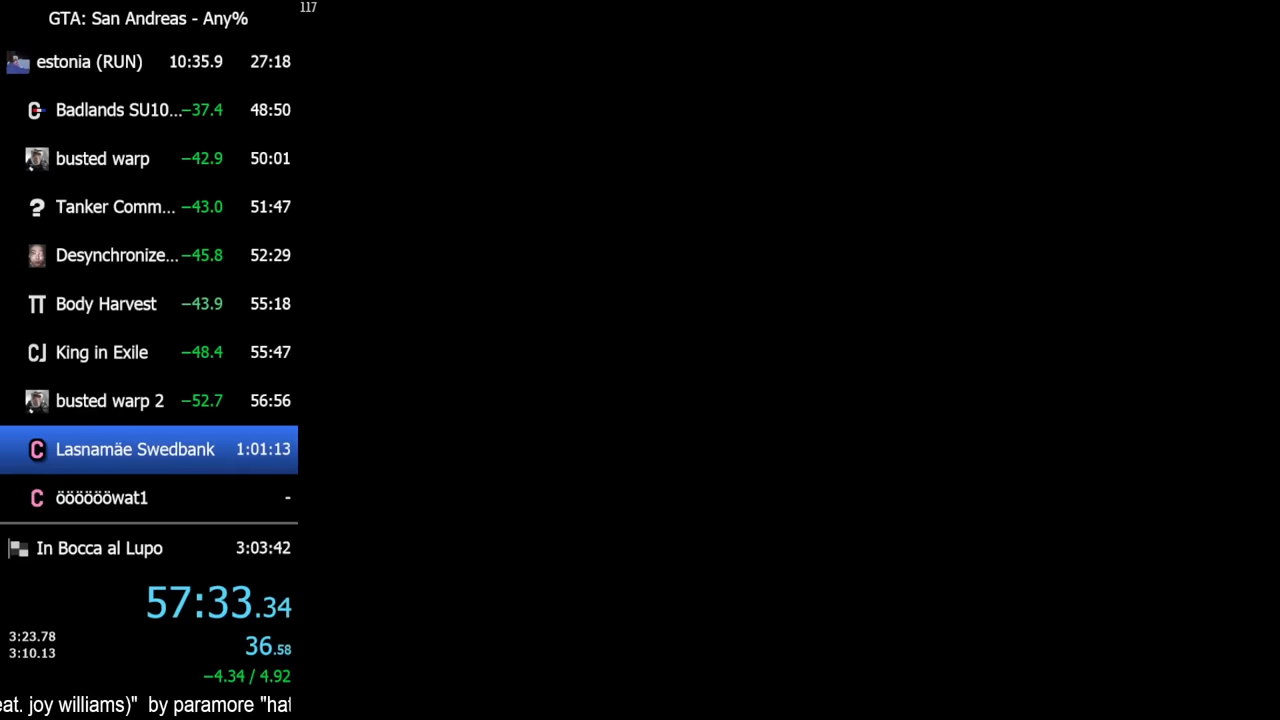 GTA: San Andreas - Any%
117
estonia (RUN) 10:35.9 27:18
Badlands SU10... −37.4 48:50
busted warp −42.9 50:01
Tanker Comm... −43.0 51:47
Desynchronize... −45.8 52:29
Body Harvest −43.9 55:18
King in Exile −48.4 55:47
busted warp 2 −52.7 56:56
Lasnamäe Swedbank 1:01:13
ööööööwat1 -
In Bocca al Lupo 3:03:42
57:33.34
3:23.78
3:10.13
36.58
−4.34 / 4.92
eat. joy williams)" by paramore "hat